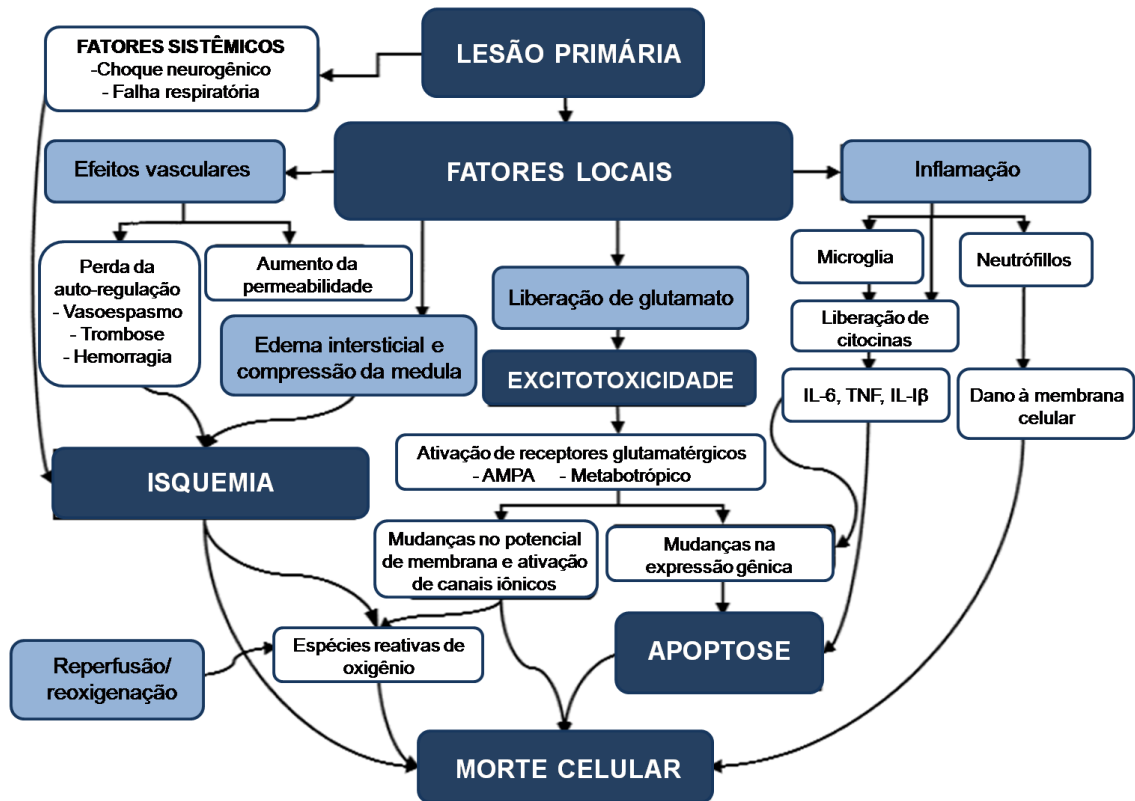 FATORES SISTÊMICOS
-Choque neurogênico
- Falha respiratória
LESÃO PRIMÁRIA
Efeitos vasculares
FATORES LOCAIS
Inflamação
Perda da
auto-regulação
- Vasoespasmo
- Trombose
- Hemorragia
Aumento da
permeabilidade
Microglia
Neutrófillos
Liberação de glutamato
Liberação de
citocinas
Edema intersticial e
compressão da medula
EXCITOTOXICIDADE
IL-6, TNF, IL-Iβ
Dano à membrana
celular
ISQUEMIA
Ativação de receptores glutamatérgicos
- AMPA - Metabotrópico
Mudanças no potencial
de membrana e ativação
de canais iônicos
Mudanças na
expressão gênica
Reperfusão/
reoxigenação
Espécies reativas de
oxigênio
APOPTOSE
MORTE CELULAR